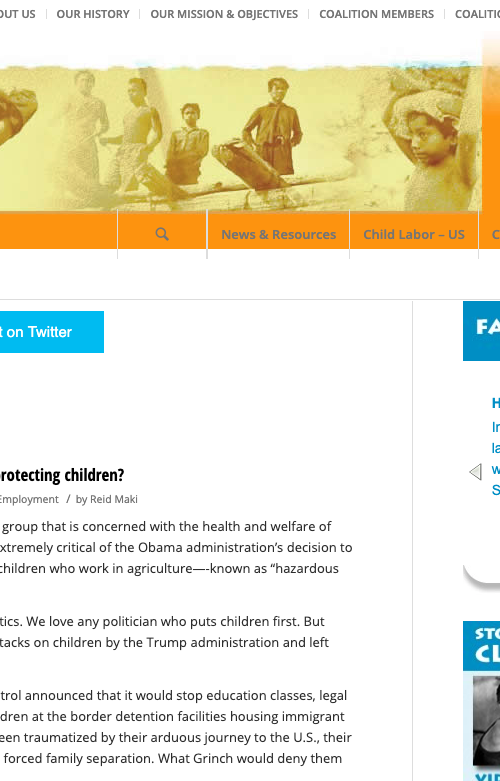 OUT US
OUR HISTORY
OUR MISSION & OBJECTIVES
COALITION MEMBERS
COALITIO
News & Resources
Child Labor – US
C
t on Twitter
FA
H
In
la
w
S
protecting children?
Employment / by Reid Maki
group that is concerned with the health and welfare of
extremely critical of the Obama administration’s decision to
children who work in agriculture—-known as “hazardous
tics. We love any politician who puts children first. But
ttacks on children by the Trump administration and left
trol announced that it would stop education classes, legal
dren at the border detention facilities housing immigrant
een traumatized by their arduous journey to the U.S., their
forced family separation. What Grinch would deny them
STO
CL